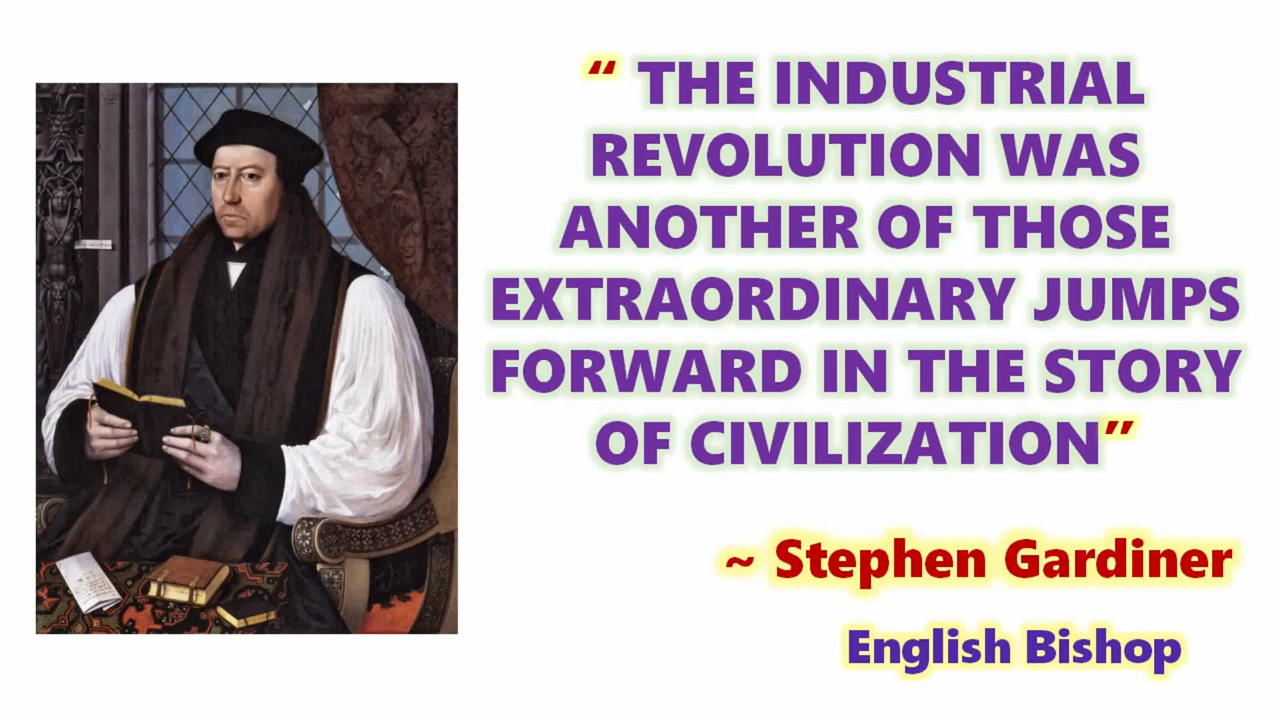 “ THE INDUSTRIAL
REVOLUTION WAS
ANOTHER OF THOSE
EXTRAORDINARY JUMPS
FORWARD IN THE STORY
OF CIVILIZATION”
~ Stephen Gardiner
English Bishop